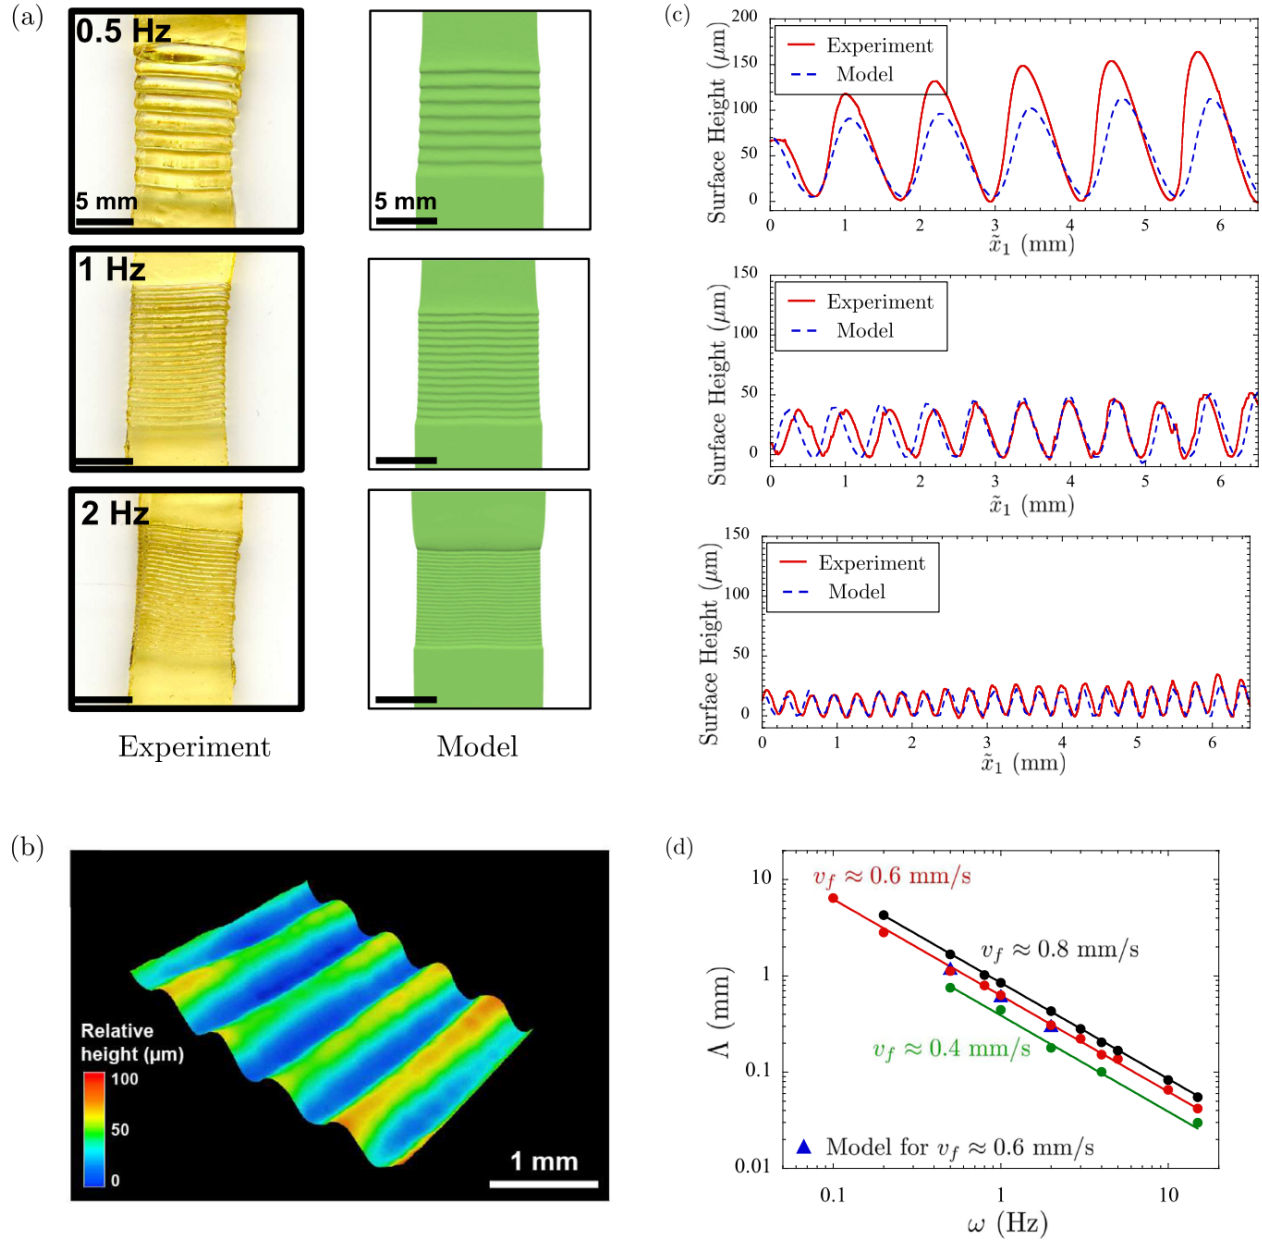 (a)
0.5 Hz
5 mm
5 mm
1 Hz
2 Hz
Experiment
Model
(c)
200
150
100
50
0
Surface Height (μm)
Experiment
Model
0 1 2 3 4 5 6
x̃₁ (mm)
150
100
50
0
Surface Height (μm)
Experiment
Model
0 1 2 3 4 5 6
x̃₁ (mm)
150
100
50
0
Surface Height (μm)
Experiment
Model
0 1 2 3 4 5 6
x̃₁ (mm)
(b)
Relative
height (μm)
100
50
0
1 mm
(d)
10
1
0.1
0.01
Λ (mm)
v_f ≈ 0.6 mm/s
v_f ≈ 0.8 mm/s
v_f ≈ 0.4 mm/s
Model for v_f ≈ 0.6 mm/s
0.1 1 10
ω (Hz)